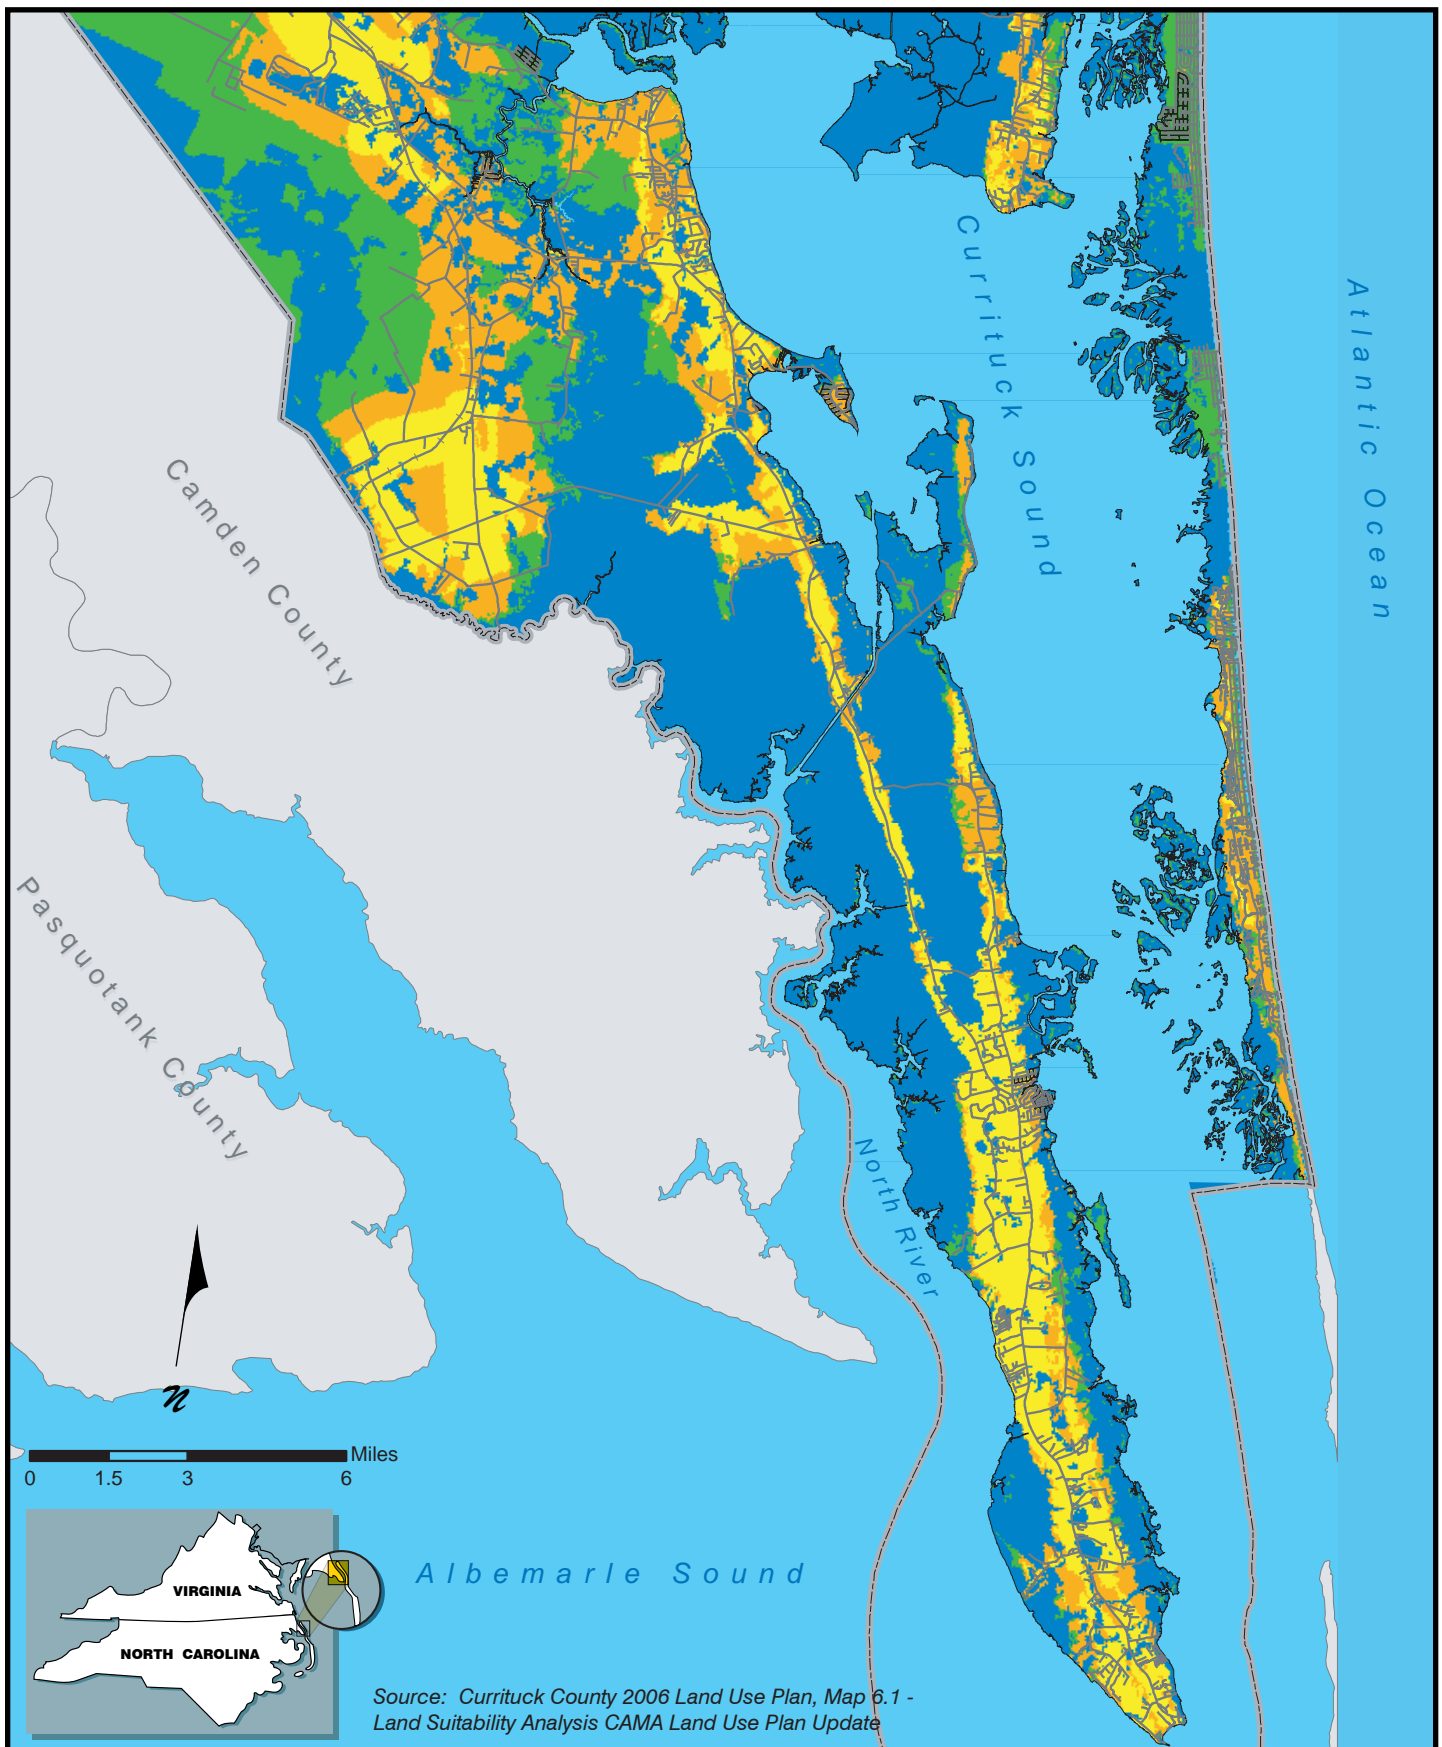 Currituck Sound
Atlantic Ocean
Camden County
Pasquotank County
North River
N
Miles
0 1.5 3 6
VIRGINIA
NORTH CAROLINA
Albemarle Sound
Source: Currituck County 2006 Land Use Plan, Map 6.1 -
Land Suitability Analysis CAMA Land Use Plan Update